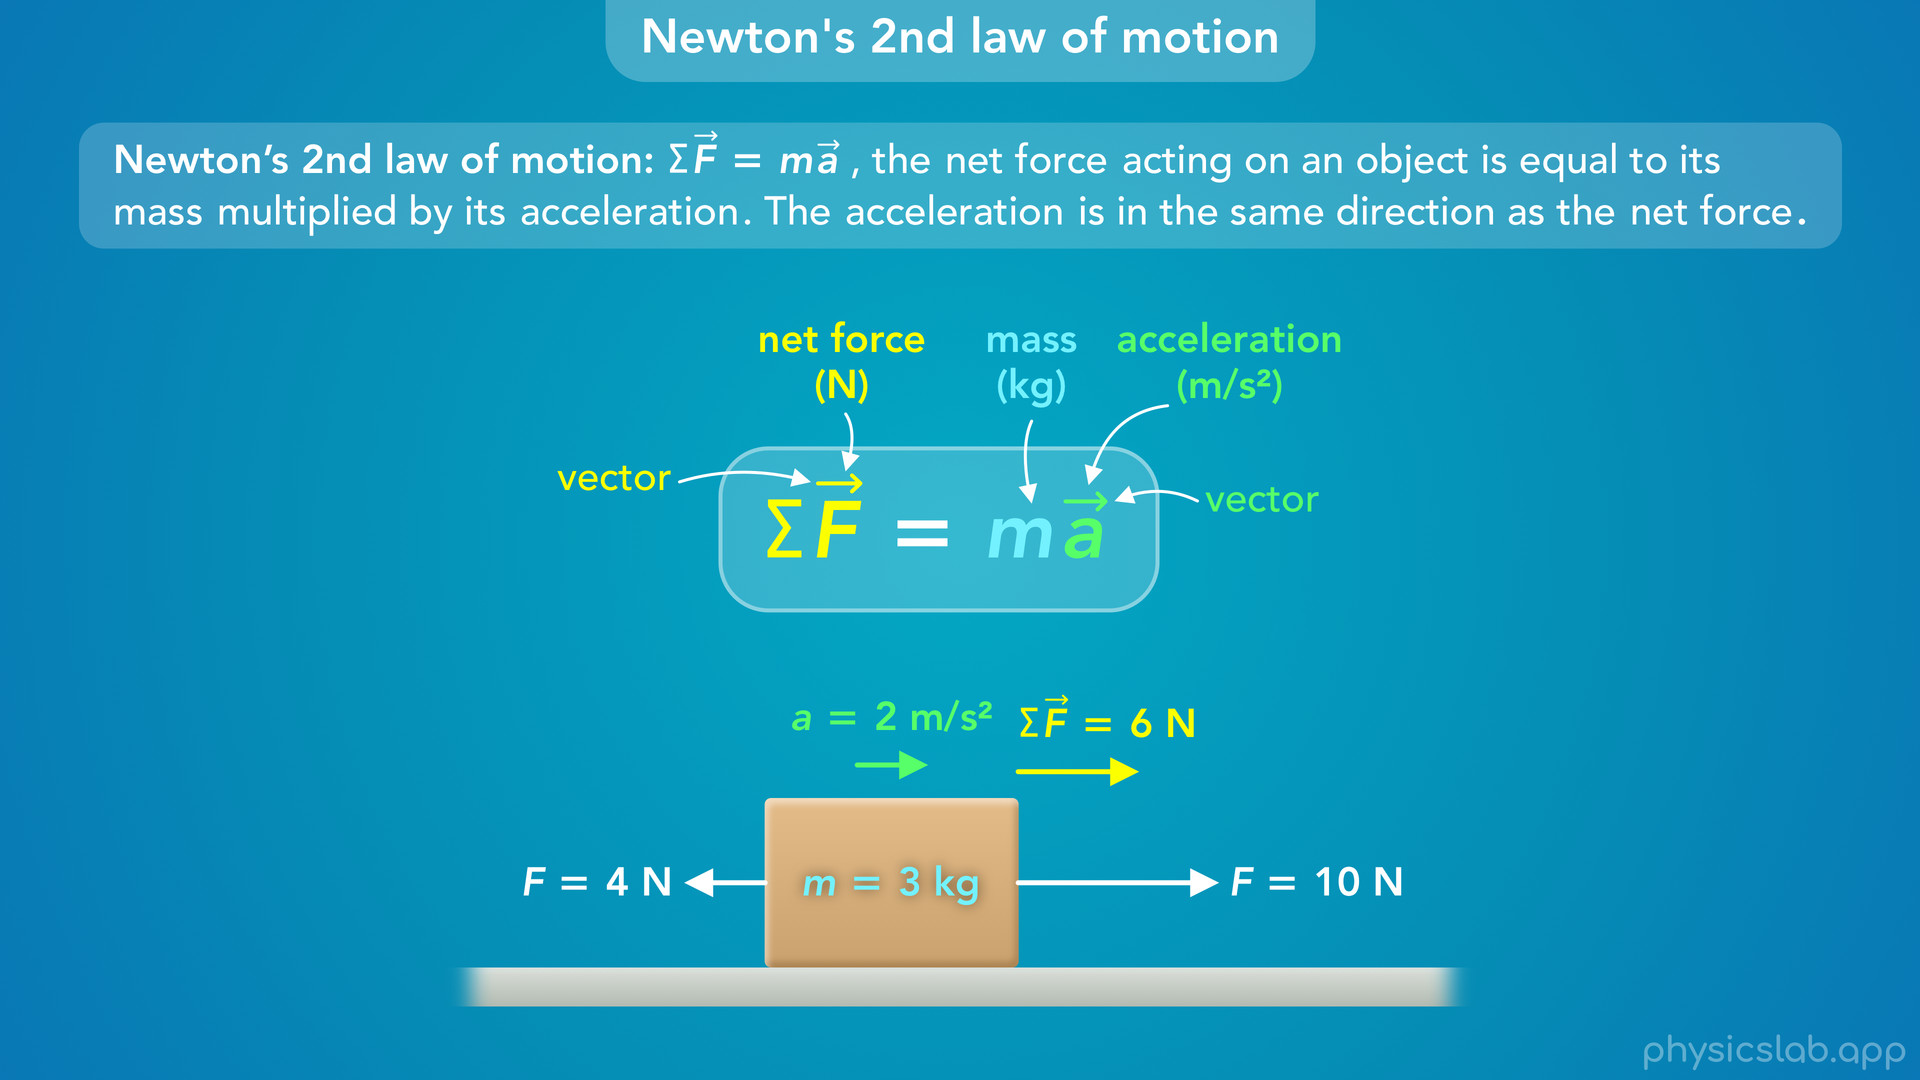 Newton's 2nd law of motion
Newton’s 2nd law of motion: ΣF⃗ = ma⃗ , the net force acting on an object is equal to its
mass multiplied by its acceleration. The acceleration is in the same direction as the net force.
net force mass acceleration
(N) (kg) (m/s²)
vector
vector
ΣF⃗ = ma⃗
a = 2 m/s² ΣF⃗ = 6 N
F = 4 N m = 3 kg F = 10 N
physicslab.app